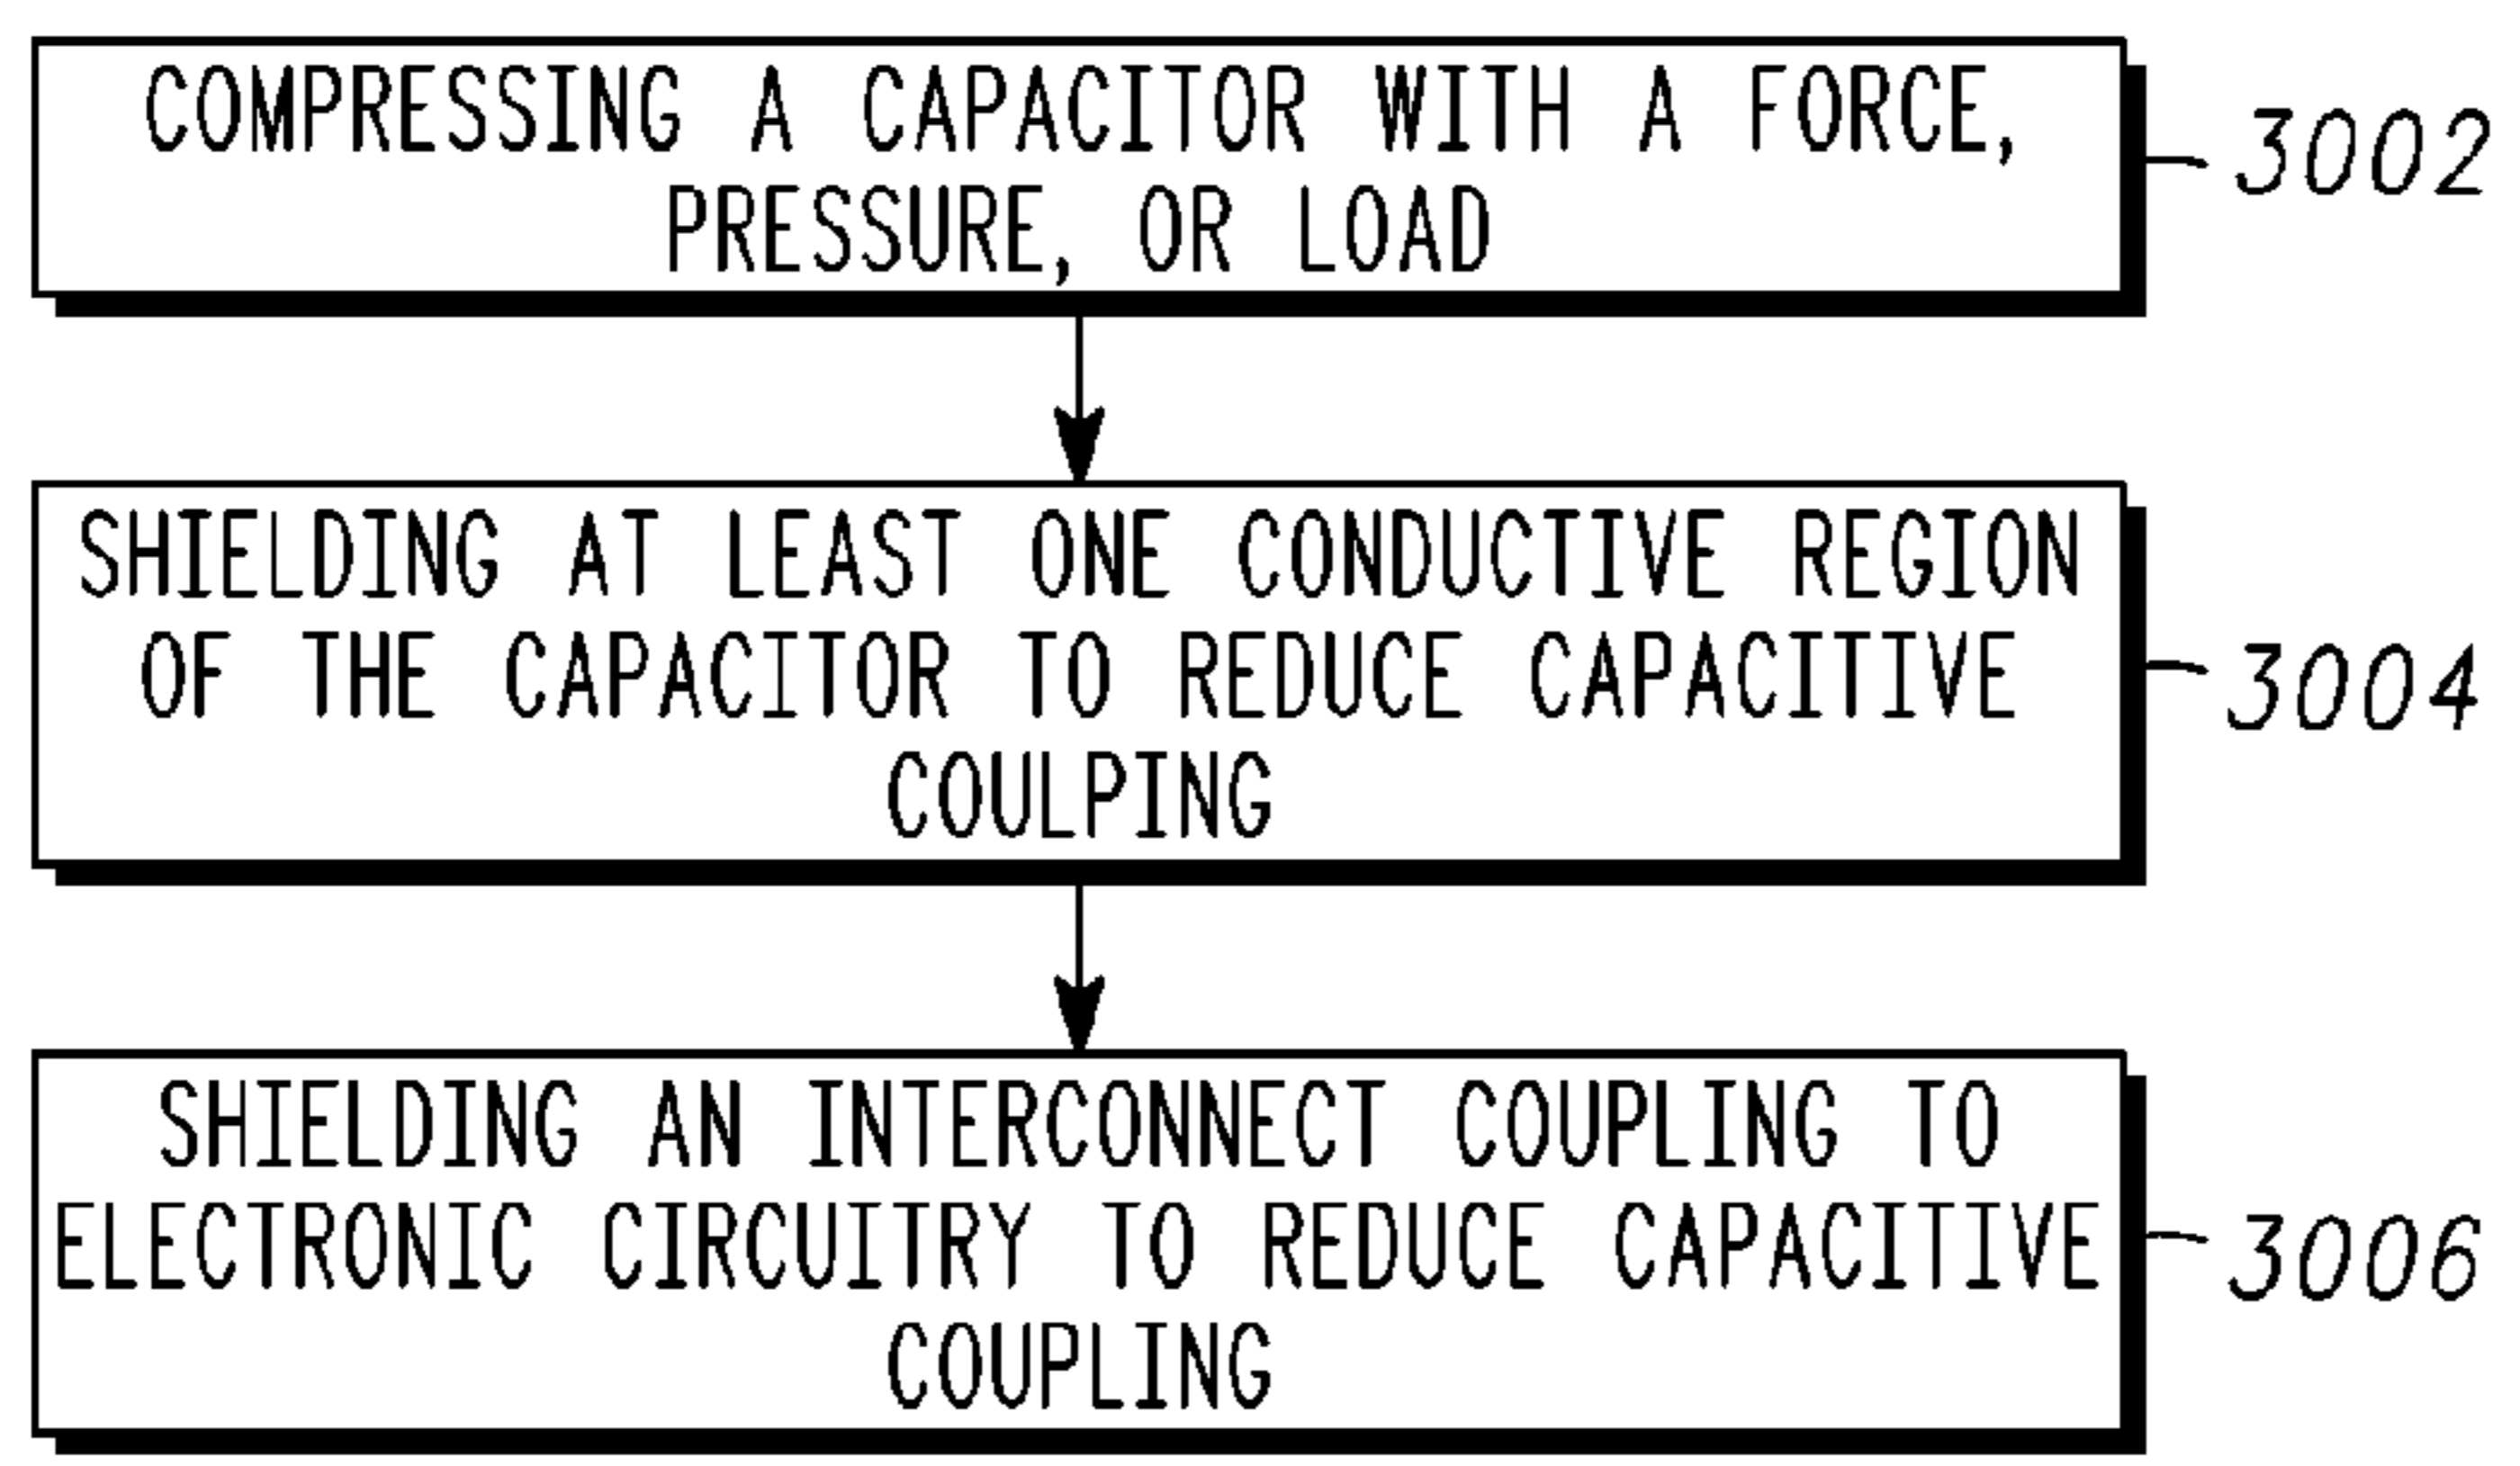 COMPRESSING A CAPACITOR WITH A FORCE,
PRESSURE, OR LOAD
3002
SHIELDING AT LEAST ONE CONDUCTIVE REGION
OF THE CAPACITOR TO REDUCE CAPACITIVE
COULPING
3004
SHIELDING AN INTERCONNECT COUPLING TO
ELECTRONIC CIRCUITRY TO REDUCE CAPACITIVE
COUPLING
3006